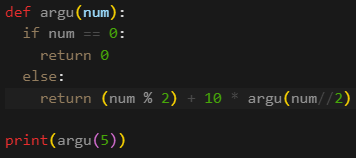 def argu(num):
  if num == 0:
    return 0
  else:
    return (num % 2) + 10 * argu(num//2)

print(argu(5))